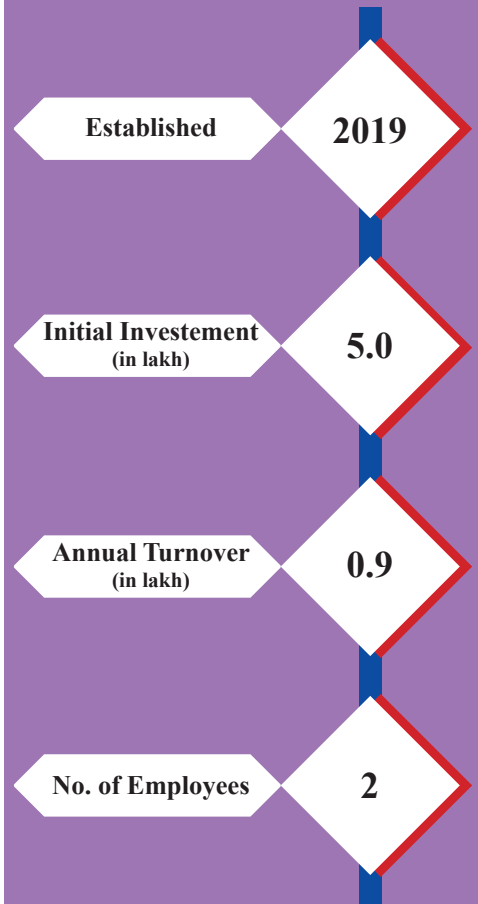 Established
2019
Initial Investement
(in lakh)
5.0
Annual Turnover
(in lakh)
0.9
No. of Employees
2